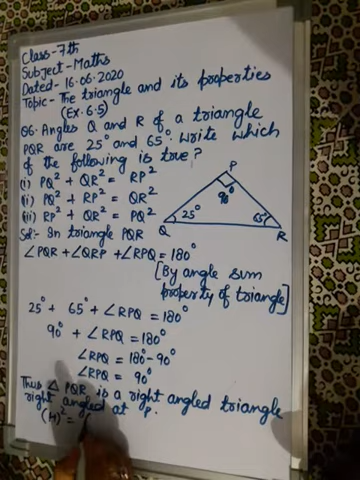 Class-7th
Subject-Maths
Dated-16.06.2020
Topic-The triangle and its properties
(Ex. 6.5)
Q6. Angles Q and R of a triangle
PQR are 25° and 65°. Write which
of the following is true?
(i) PQ² + QR² = RP²
(ii) PQ² + RP² = QR²
(iii) RP² + QR² = PQ²
P
90°
25°
65°
Q
R
Sol:- In triangle PQR
∠PQR + ∠QRP + ∠RPQ = 180°
[By angle sum
property of triangle]
25° + 65° + ∠RPQ = 180°
90° + ∠RPQ = 180°
∠RPQ = 180°-90°
∠RPQ = 90°
Thus △ PQR is a right angled triangle
right angled at P.
(H)² = (